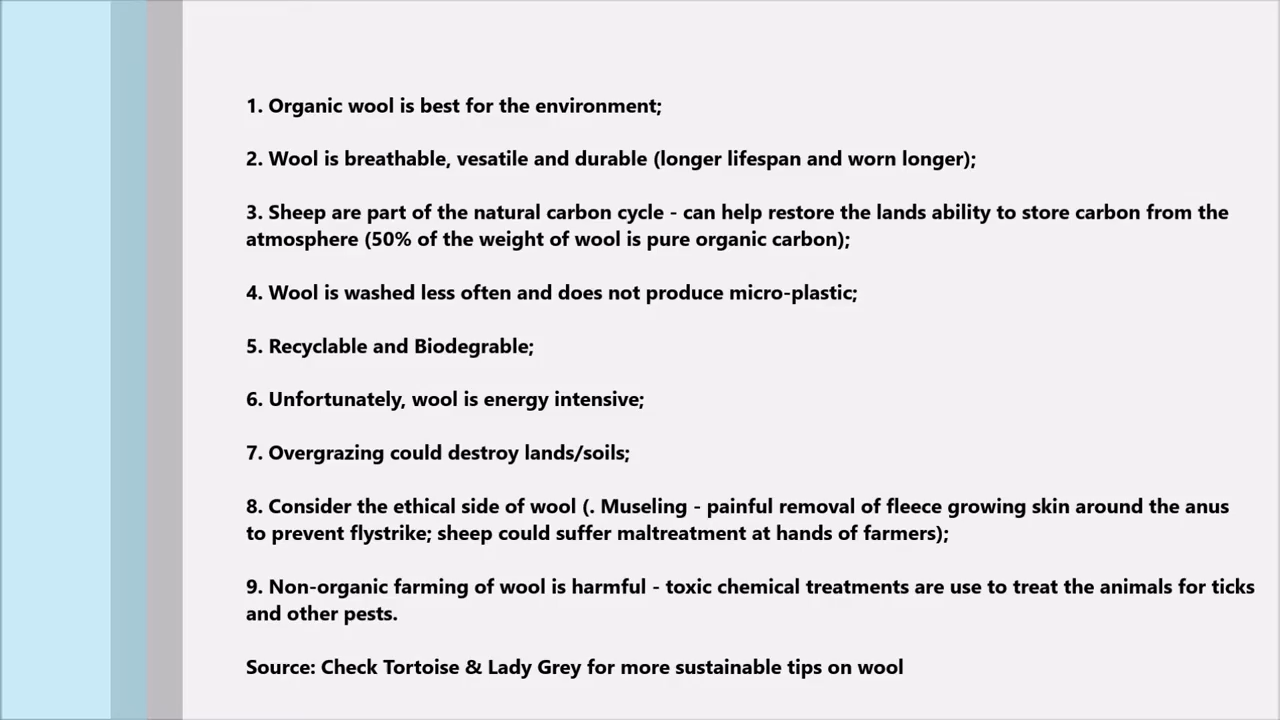 1. Organic wool is best for the environment;
2. Wool is breathable, vesatile and durable (longer lifespan and worn longer);
3. Sheep are part of the natural carbon cycle - can help restore the lands ability to store carbon from the
atmosphere (50% of the weight of wool is pure organic carbon);
4. Wool is washed less often and does not produce micro-plastic;
5. Recyclable and Biodegrable;
6. Unfortunately, wool is energy intensive;
7. Overgrazing could destroy lands/soils;
8. Consider the ethical side of wool (. Museling - painful removal of fleece growing skin around the anus
to prevent flystrike; sheep could suffer maltreatment at hands of farmers);
9. Non-organic farming of wool is harmful - toxic chemical treatments are use to treat the animals for ticks
and other pests.
Source: Check Tortoise & Lady Grey for more sustainable tips on wool